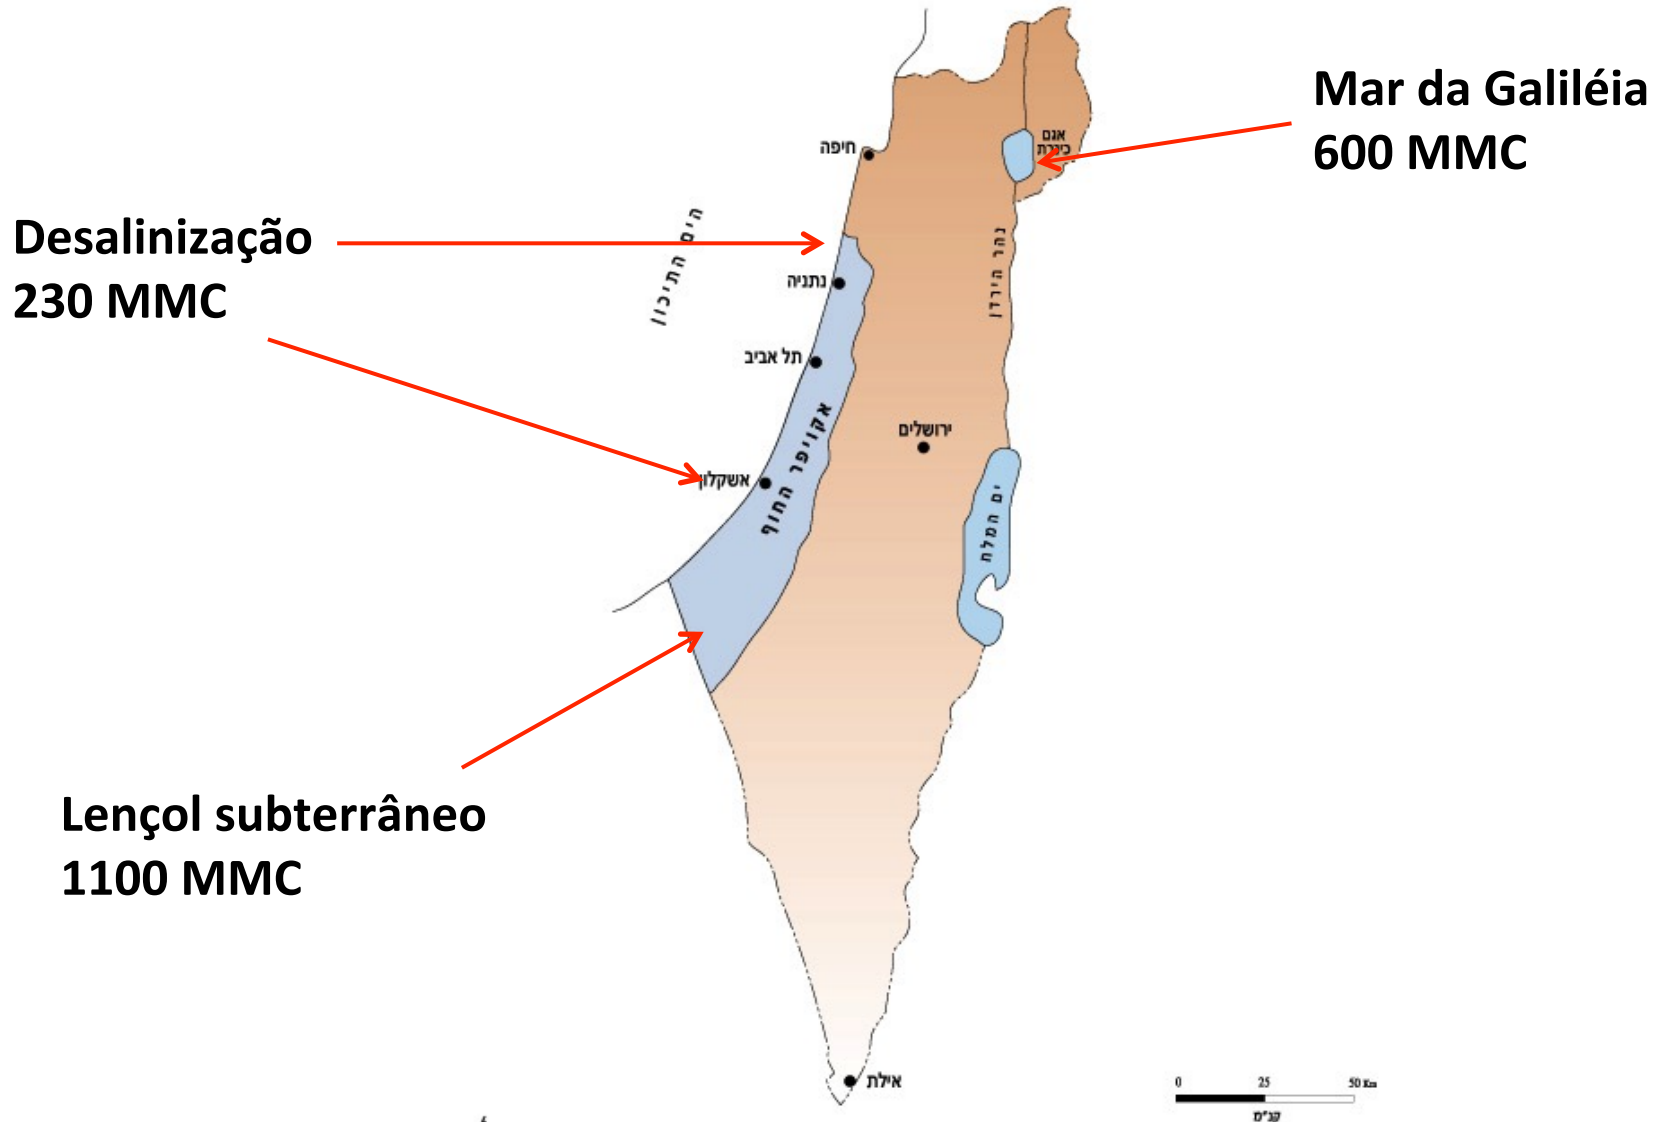 Mar da Galiléia
600 MMC
Desalinização
230 MMC
Lençol subterrâneo
1100 MMC
חיפה
אגם
כינרת
הים התיכון
נהר הירדן
נתניה
תל אביב
אקויפר החוף
ירושלים
אשקלון
ים המלח
אילת
0 25 50 Km
קנ"מ